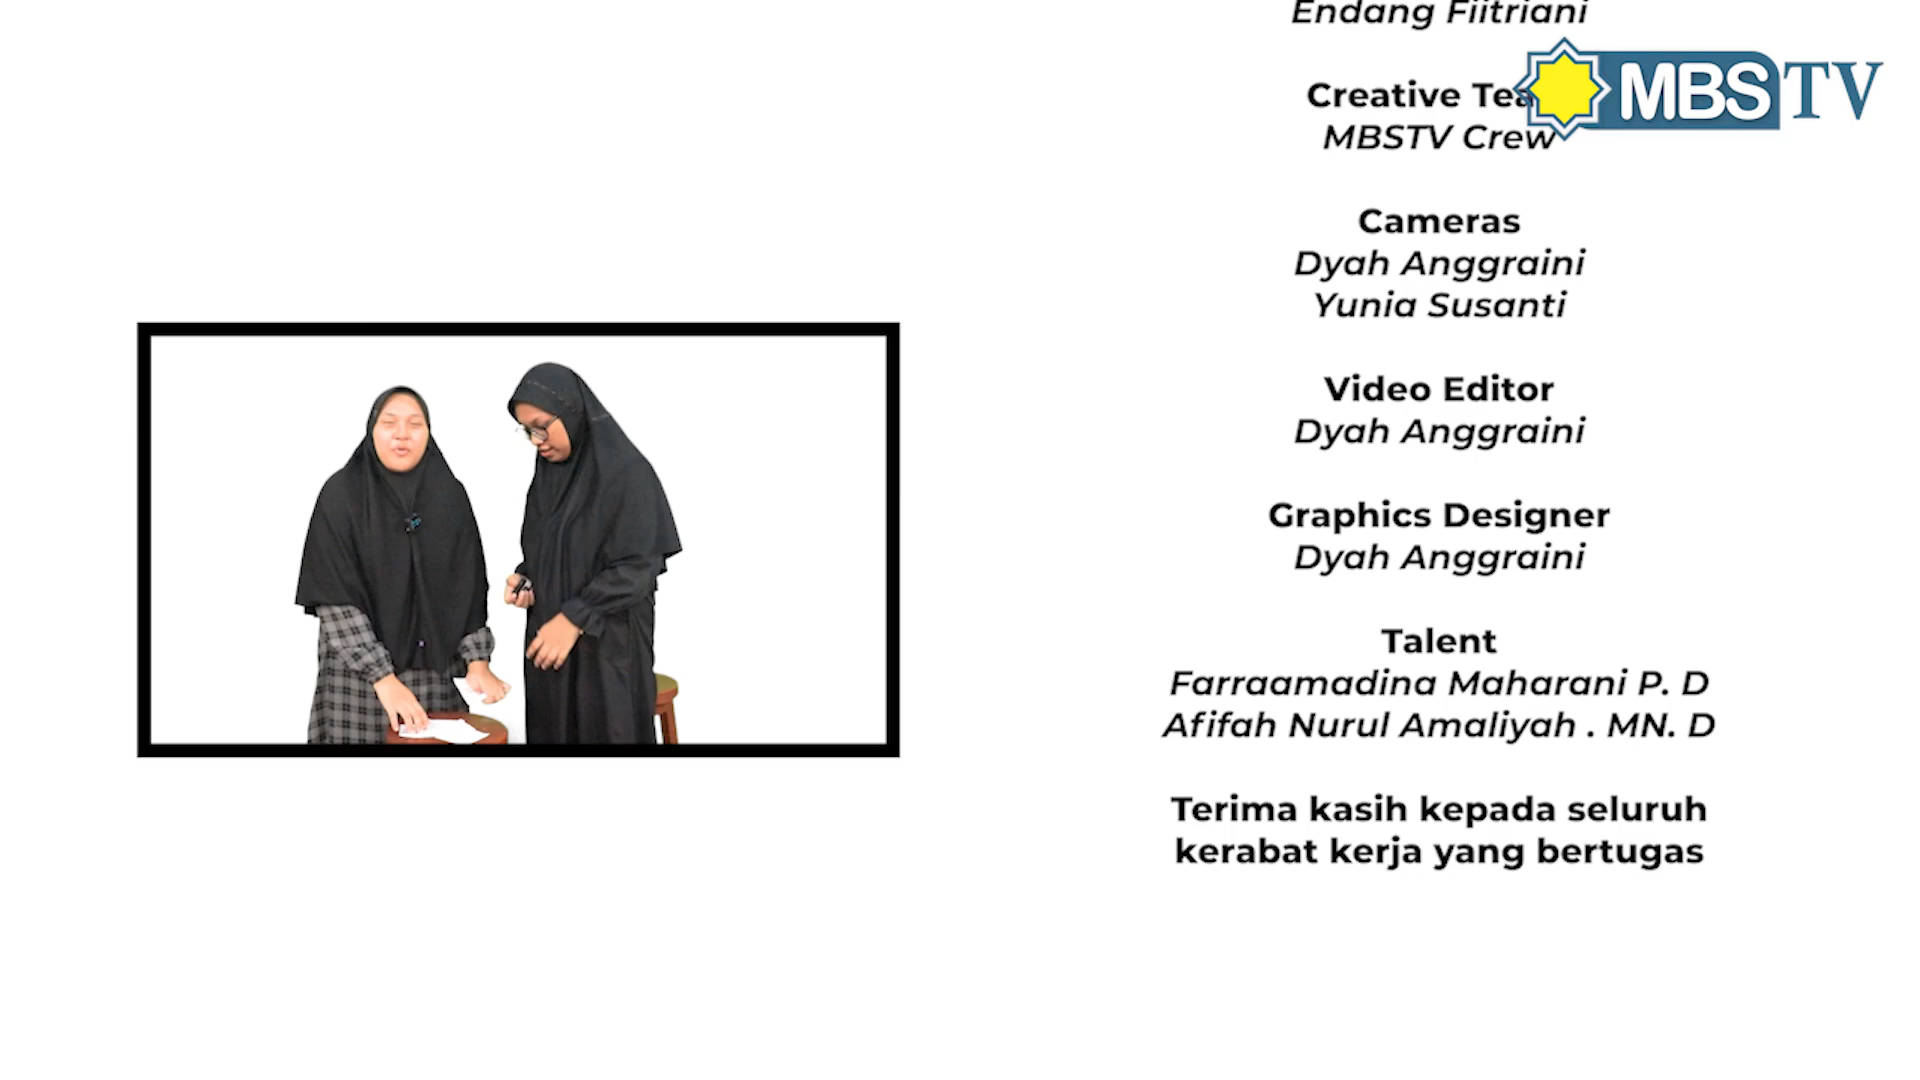 Endang Fiitriani
MBSTV
Creative Tea
MBSTV Crew
Cameras
Dyah Anggraini
Yunia Susanti
Video Editor
Dyah Anggraini
Graphics Designer
Dyah Anggraini
Talent
Farraamadina Maharani P. D
Afifah Nurul Amaliyah . MN. D
Terima kasih kepada seluruh
kerabat kerja yang bertugas